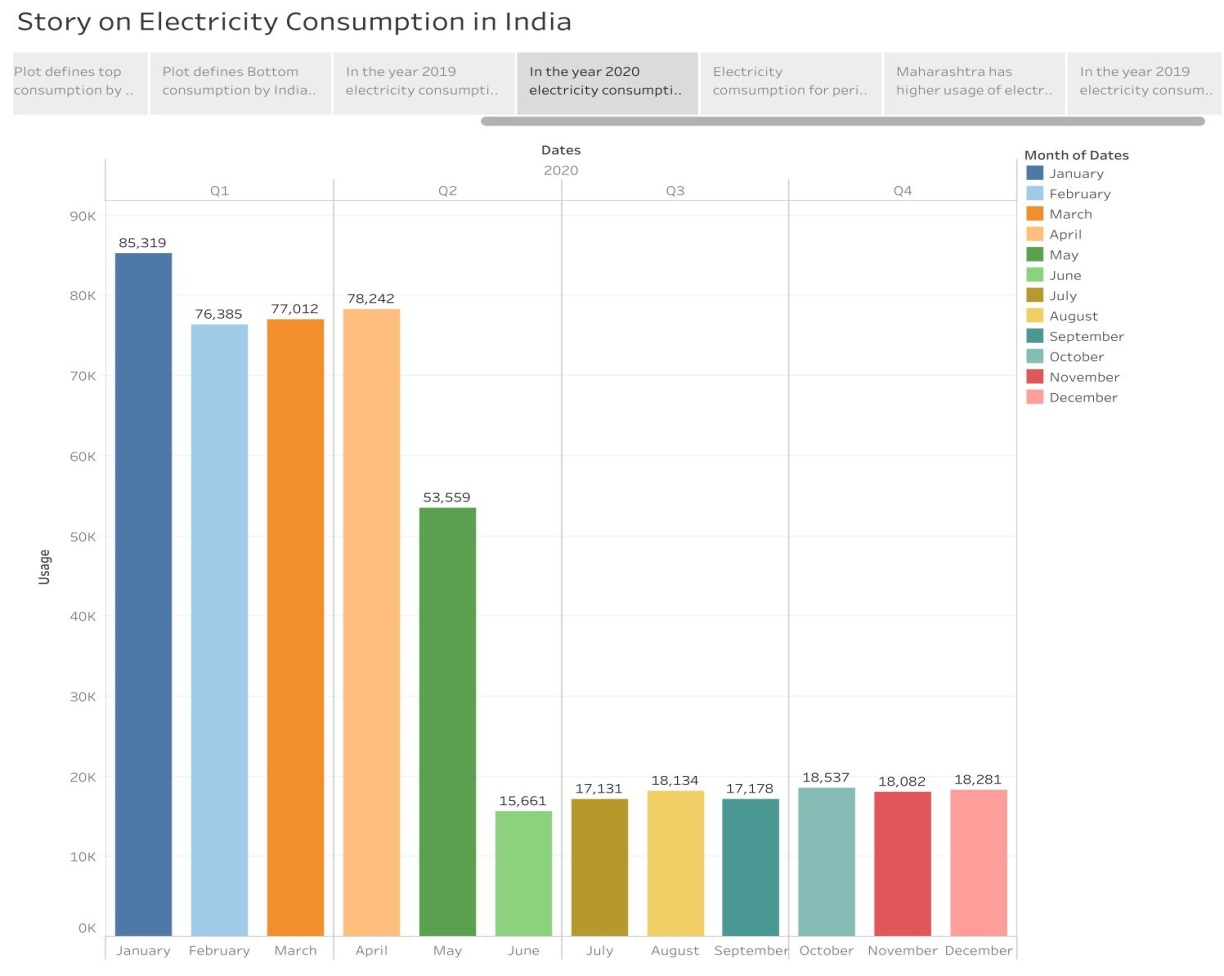 Story on Electricity Consumption in India
Plot defines top
consumption by ..
Plot defines Bottom
consumption by India..
In the year 2019
electricity consumpti..
In the year 2020
electricity consumpti..
Electricity
comsumption for peri..
Maharashtra has
higher usage of electr..
In the year 2019
electricity consum..
Dates
2020
Q1 Q2 Q3 Q4
Month of Dates
January
February
March
April
May
June
July
August
September
October
November
December
Usage
90K
80K
70K
60K
50K
40K
30K
20K
10K
0K
85,319
76,385
77,012
78,242
53,559
15,661
17,131
18,134
17,178
18,537
18,082
18,281
January February March April May June July August September October November December